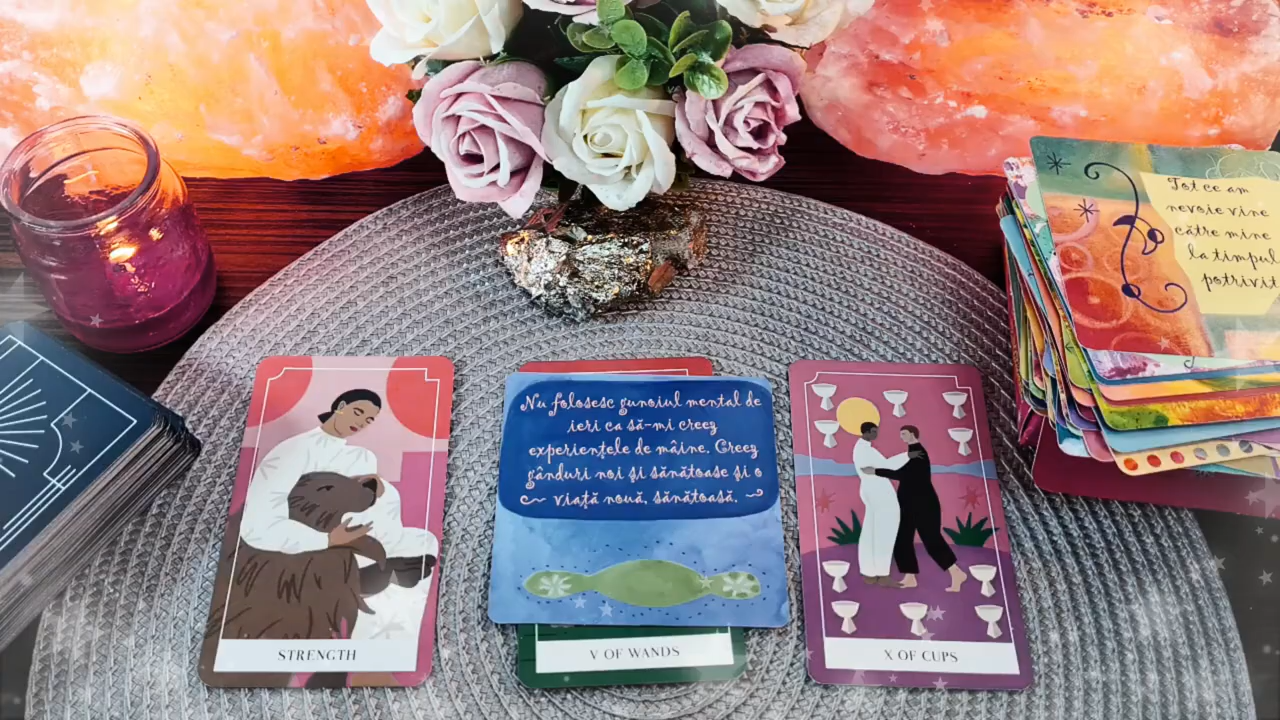 Tot ce am
nevoie vine
către mine
la timpul
potrivit
Nu folosesc gunoiul mental de
ieri ca să-mi creez
experiențele de mâine. Creez
gânduri noi și sănătoase și o
viață nouă, sănătoasă.
STRENGTH
V OF WANDS
X OF CUPS